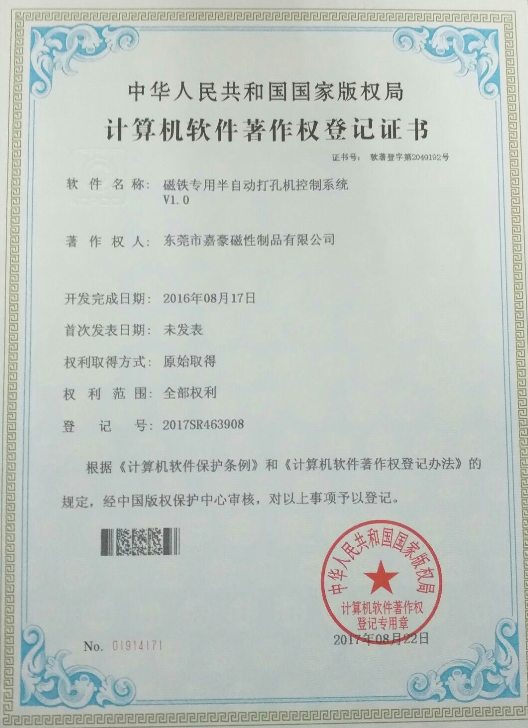 中华人民共和国国家版权局
计算机软件著作权登记证书
证书号： 软著登字第2049192号
软件名称： 磁铁专用半自动打孔机控制系统
V1.0
著作权人： 东莞市嘉豪磁性制品有限公司
开发完成日期： 2016年08月17日
首次发表日期： 未发表
权利取得方式： 原始取得
权利范围： 全部权利
登记号： 2017SR463908
根据《计算机软件保护条例》和《计算机软件著作权登记办法》的
规定，经中国版权保护中心审核，对以上事项予以登记。
中华人民共和国国家版权局
计算机软件著作权
登记专用章
No. 01914171
2017年08月22日